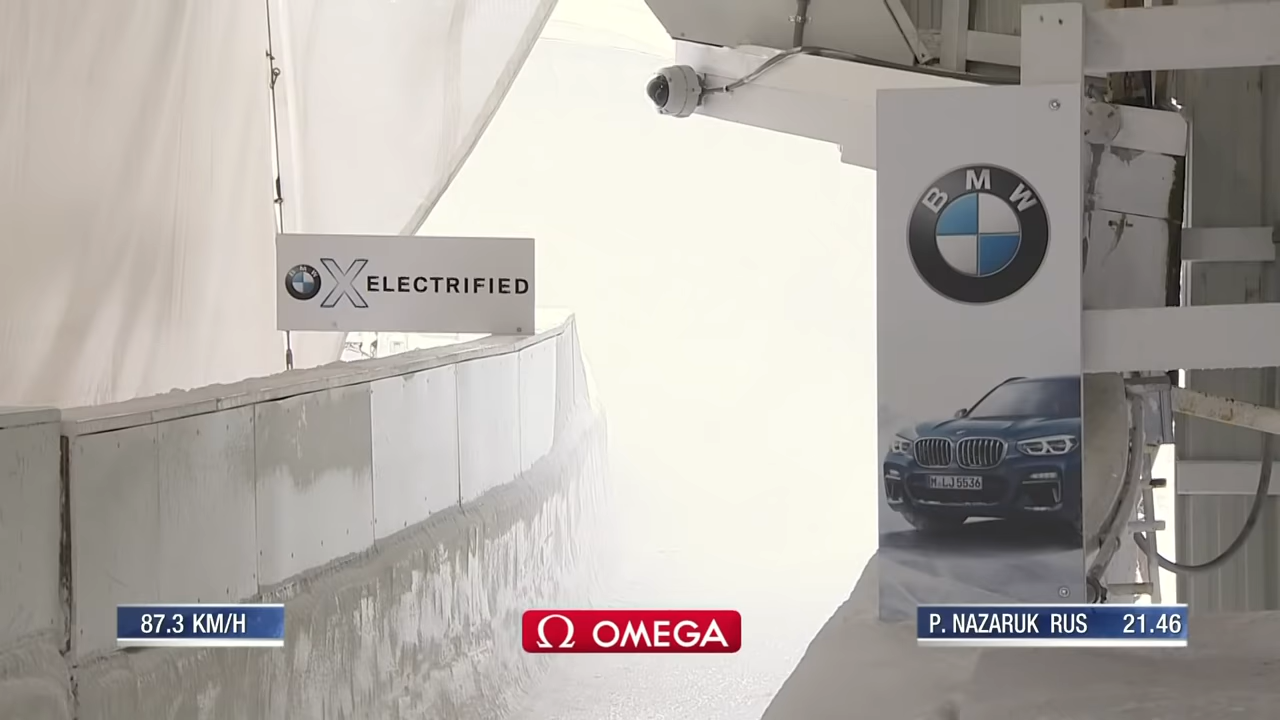 BMW
BMW X ELECTRIFIED
M LJ 5536
87.3 KM/H
Ω OMEGA
P. NAZARUK RUS 21.46